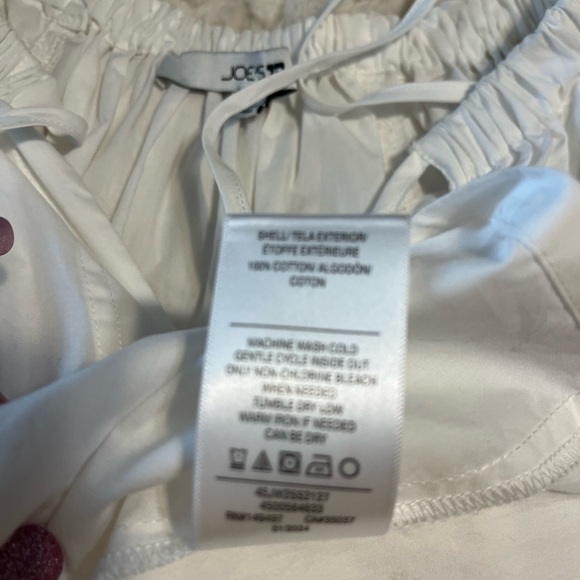 JOE'S
SHELL/TELA EXTERIOR/
ÉTOFFE EXTÉRIEURE
100% COTTON/ ALGODÓN/
COTON
MACHINE WASH COLD
GENTLE CYCLE INSIDE OUT
ONLY NON-CHLORINE BLEACH
WHEN NEEDED
TUMBLE DRY LOW
WARM IRON IF NEEDED
CAN BE DRY